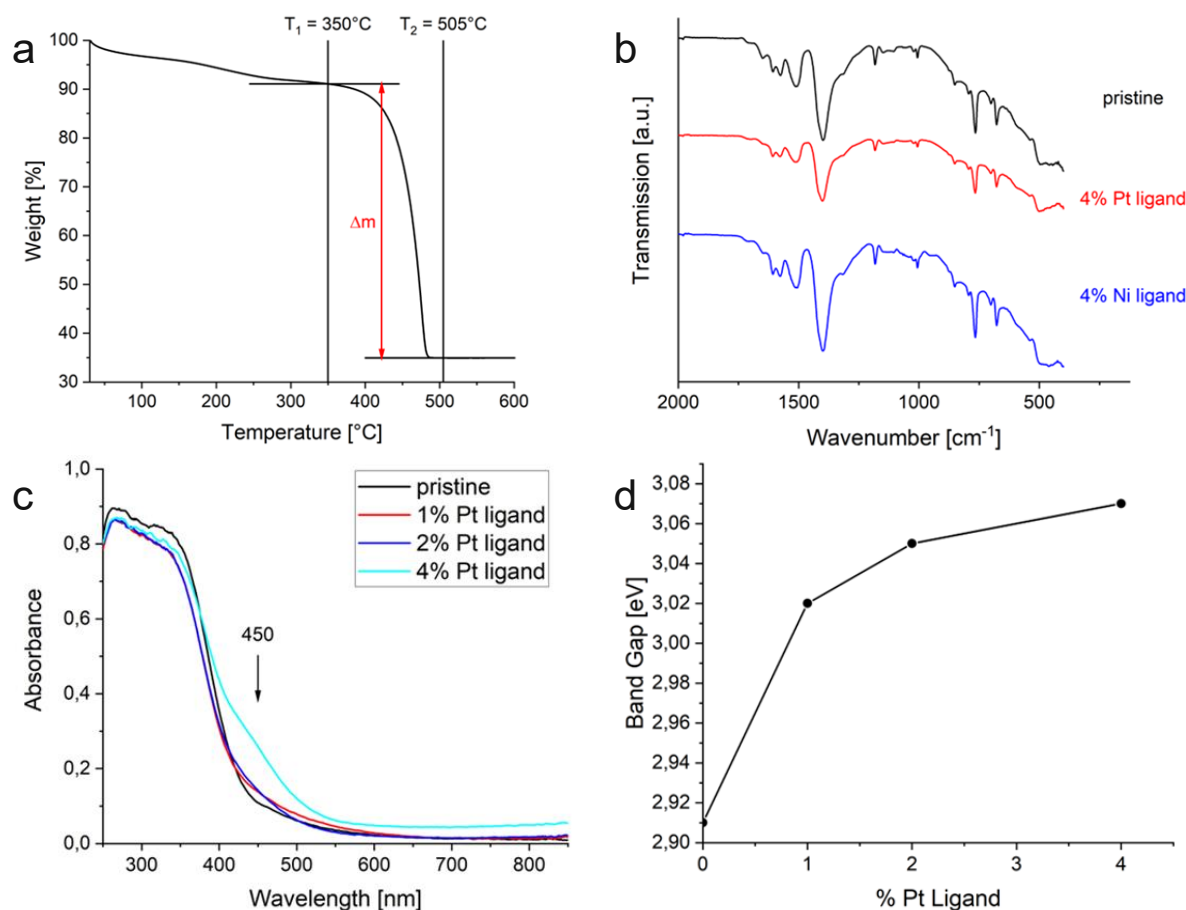 a
T₁ = 350°C
T₂ = 505°C
100
90
80
70
60
50
40
30
Weight [%]
Δm
100
200
300
400
500
600
Temperature [°C]
b
Transmission [a.u.]
pristine
4% Pt ligand
4% Ni ligand
2000
1500
1000
500
Wavenumber [cm⁻¹]
c
1,0
0,8
0,6
0,4
0,2
0,0
Absorbance
pristine
1% Pt ligand
2% Pt ligand
4% Pt ligand
450
300
400
500
600
700
800
Wavelength [nm]
d
3,08
3,06
3,04
3,02
3,00
2,98
2,96
2,94
2,92
2,90
Band Gap [eV]
0
1
2
3
4
% Pt Ligand